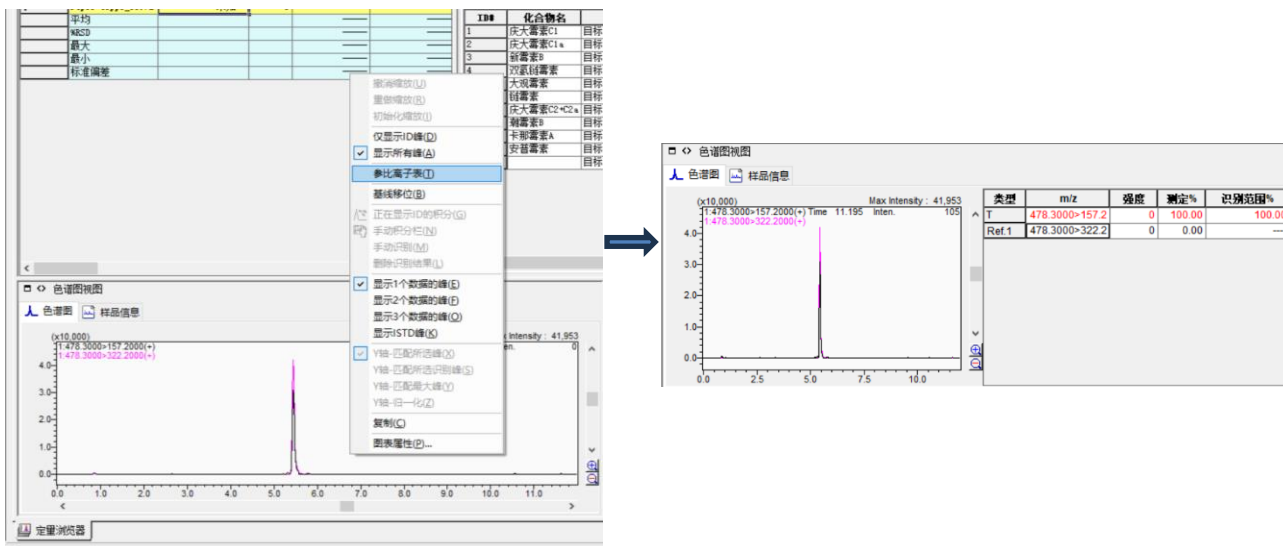 平均
%RSD
最大
最小
标准偏差
ID# 化合物名
1 庆大霉素C1 目标
2 庆大霉素C1a 目标
3 新霉素B 目标
4 双氢链霉素 目标
大观霉素 目标
链霉素 目标
庆大霉素C2+C2a 目标
霉素B 目标
卡那霉素A 目标
安普霉素 目标
目标
撤消缩放(U)
重做缩放(R)
初始化缩放(I)
仅显示ID峰(D)
显示所有峰(A)
参比离子表(T)
基线移位(B)
正在显示ID的积分(G)
手动积分栏(N)
手动识别(M)
删除识别结果(L)
显示1个数据的峰(E)
显示2个数据的峰(F)
显示3个数据的峰(O)
显示ISTD峰(K)
Y轴-匹配所选峰(X)
Y轴-匹配所选识别峰(S)
Y轴-匹配最大峰(Y)
Y轴-归一化(Z)
复制(C)
图表属性(P)...
色谱图视图
色谱图 样品信息
(x10,000) Intensity : 41,953
1:478.3000>157.2000(+) en. 0
1:478.3000>322.2000(+)
4.0
3.0
2.0
1.0
0.0
0.0 1.0 2.0 3.0 4.0 5.0 6.0 7.0 8.0 9.0 10.0 11.0
定量浏览器
色谱图视图
色谱图 样品信息
(x10,000) Max Intensity : 41,953
1:478.3000>157.2000(+) Time 11.195 Inten. 105
1:478.3000>322.2000(+)
4.0
3.0
2.0
1.0
0.0
0.0 2.5 5.0 7.5 10.0
类型 m/z 强度 测定% 识别范围%
T 478.3000>157.2 0 100.00 100.0
Ref.1 478.3000>322.2 0 0.00 ---